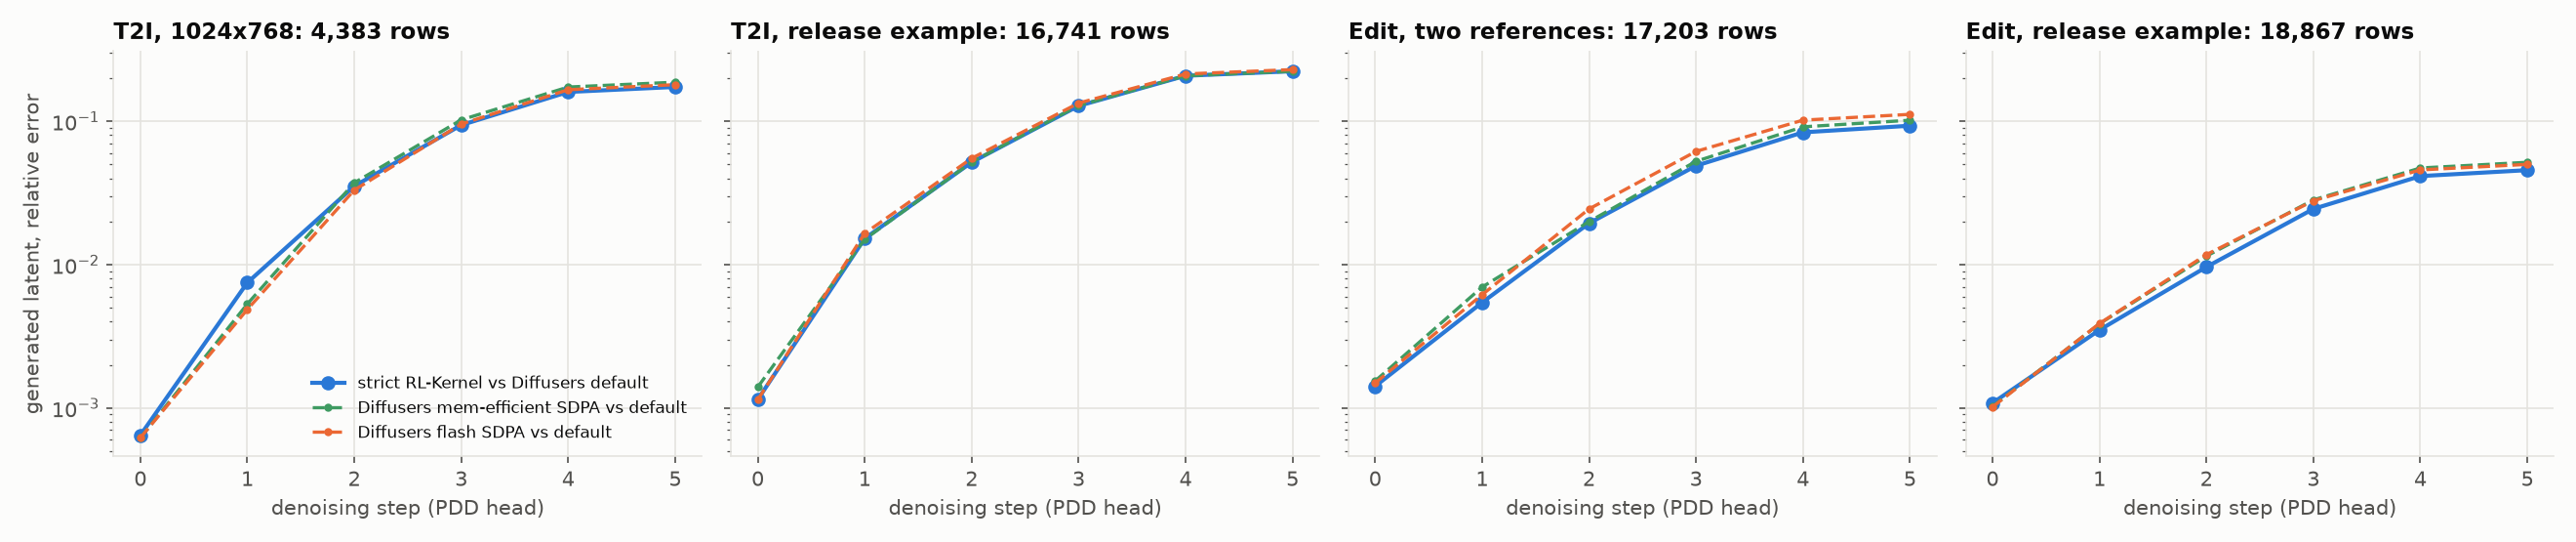 T2I, 1024x768: 4,383 rows
T2I, release example: 16,741 rows
Edit, two references: 17,203 rows
Edit, release example: 18,867 rows
generated latent, relative error
10⁻¹
10⁻²
10⁻³
strict RL-Kernel vs Diffusers default
Diffusers mem-efficient SDPA vs default
Diffusers flash SDPA vs default
0 1 2 3 4 5
0 1 2 3 4 5
0 1 2 3 4 5
0 1 2 3 4 5
denoising step (PDD head)
denoising step (PDD head)
denoising step (PDD head)
denoising step (PDD head)